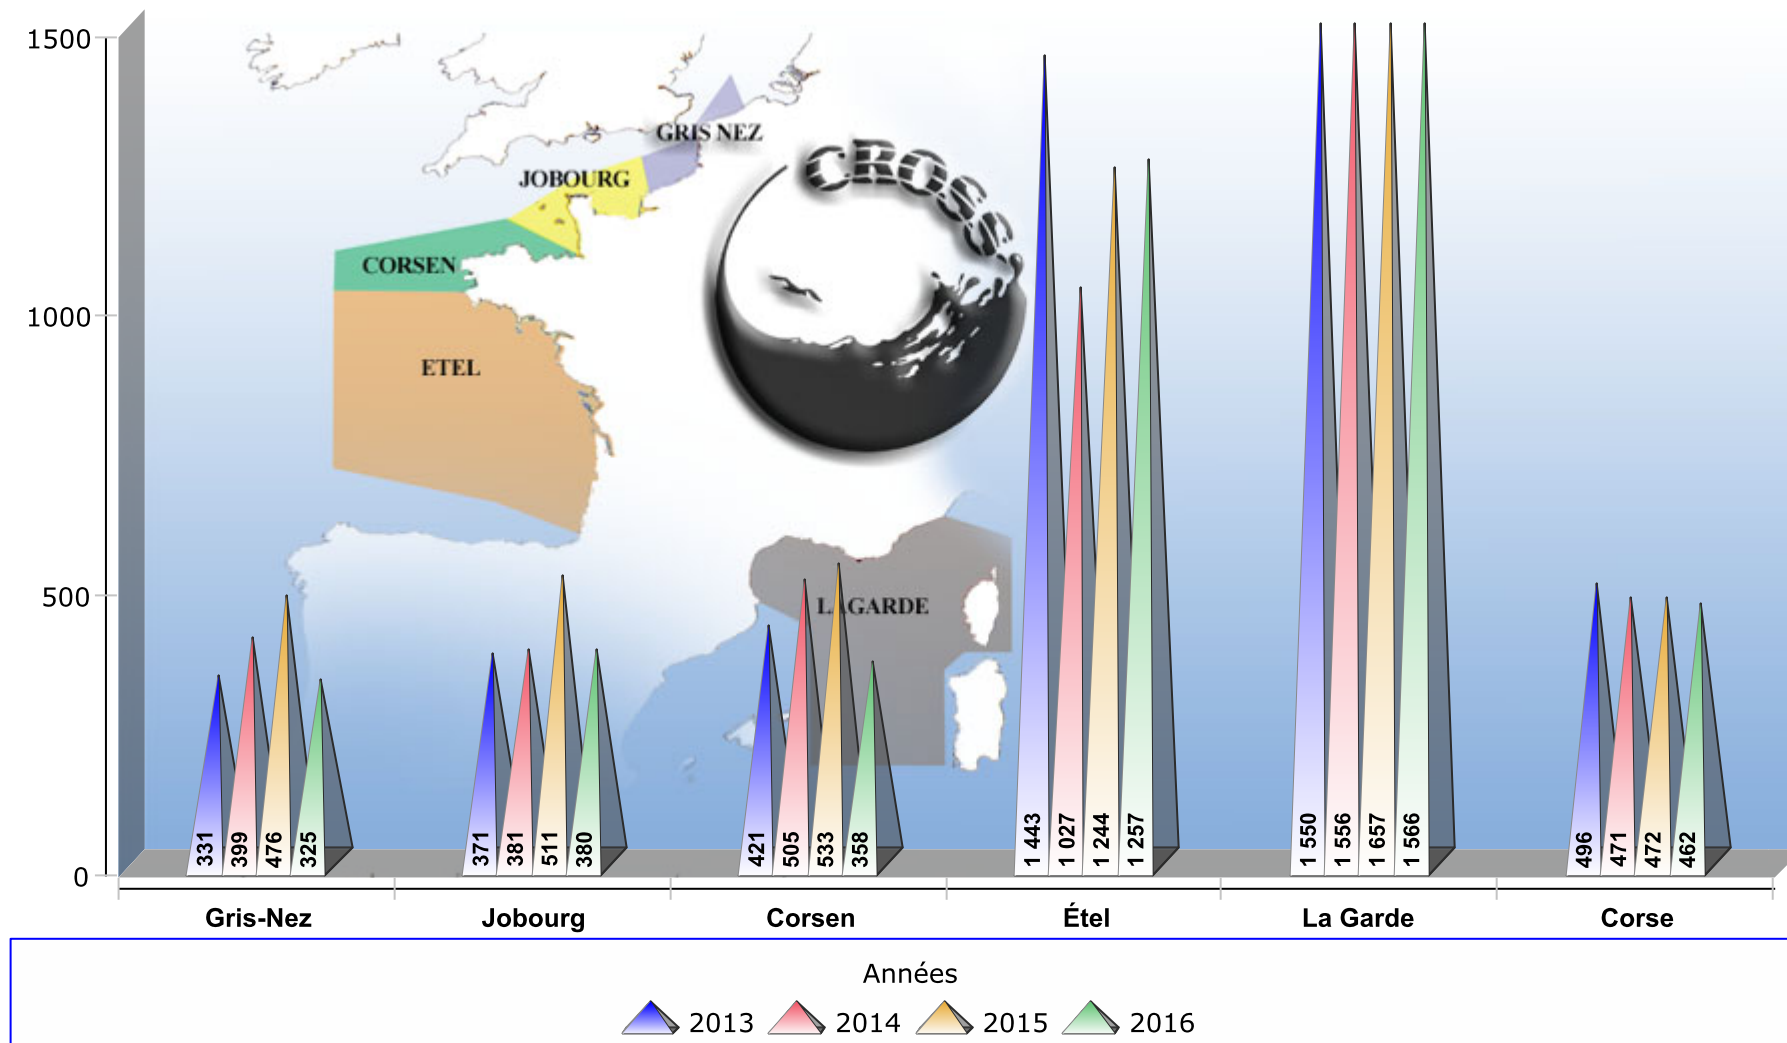 1500
1000
500
0
GRIS NEZ
JOBOURG
CORSEN
ETEL
LAGARDE
CROSS
331 399 476 325
371 381 511 380
421 505 533 358
1 443 1 027 1 244 1 257
1 550 1 556 1 657 1 566
496 471 472 462
Gris-Nez Jobourg Corsen Étel La Garde Corse
Années
2013 2014 2015 2016